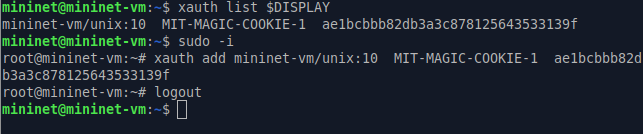 mininet@mininet-vm:~$ xauth list $DISPLAY
mininet-vm/unix:10  MIT-MAGIC-COOKIE-1  ae1bcbbb82db3a3c878125643533139f
mininet@mininet-vm:~$ sudo -i
root@mininet-vm:~# xauth add mininet-vm/unix:10  MIT-MAGIC-COOKIE-1  ae1bcbbb82d
b3a3c878125643533139f
root@mininet-vm:~# logout
mininet@mininet-vm:~$